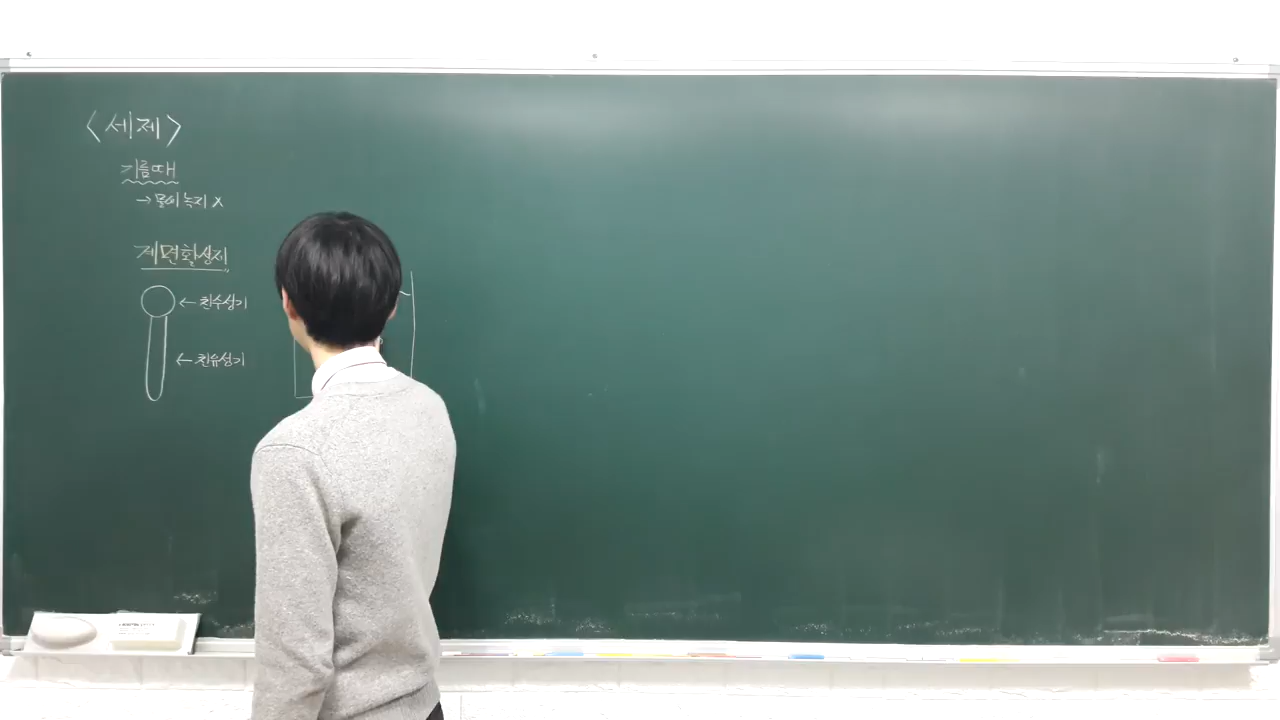 <세제>
기름때
→ 물에 녹지 X
계면활성제
← 친수성기
← 친유성기